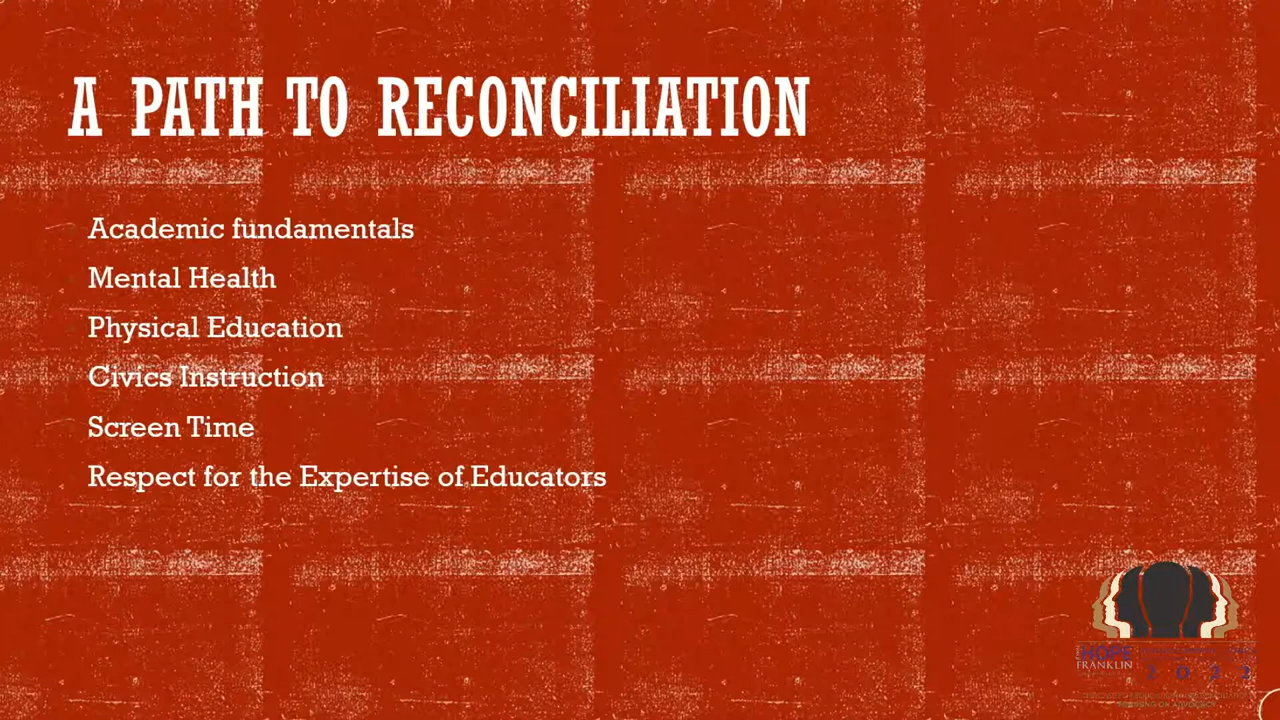 A PATH TO RECONCILIATION
Academic fundamentals
Mental Health
Physical Education
Civics Instruction
Screen Time
Respect for the Expertise of Educators
HOPE
FRANKLIN